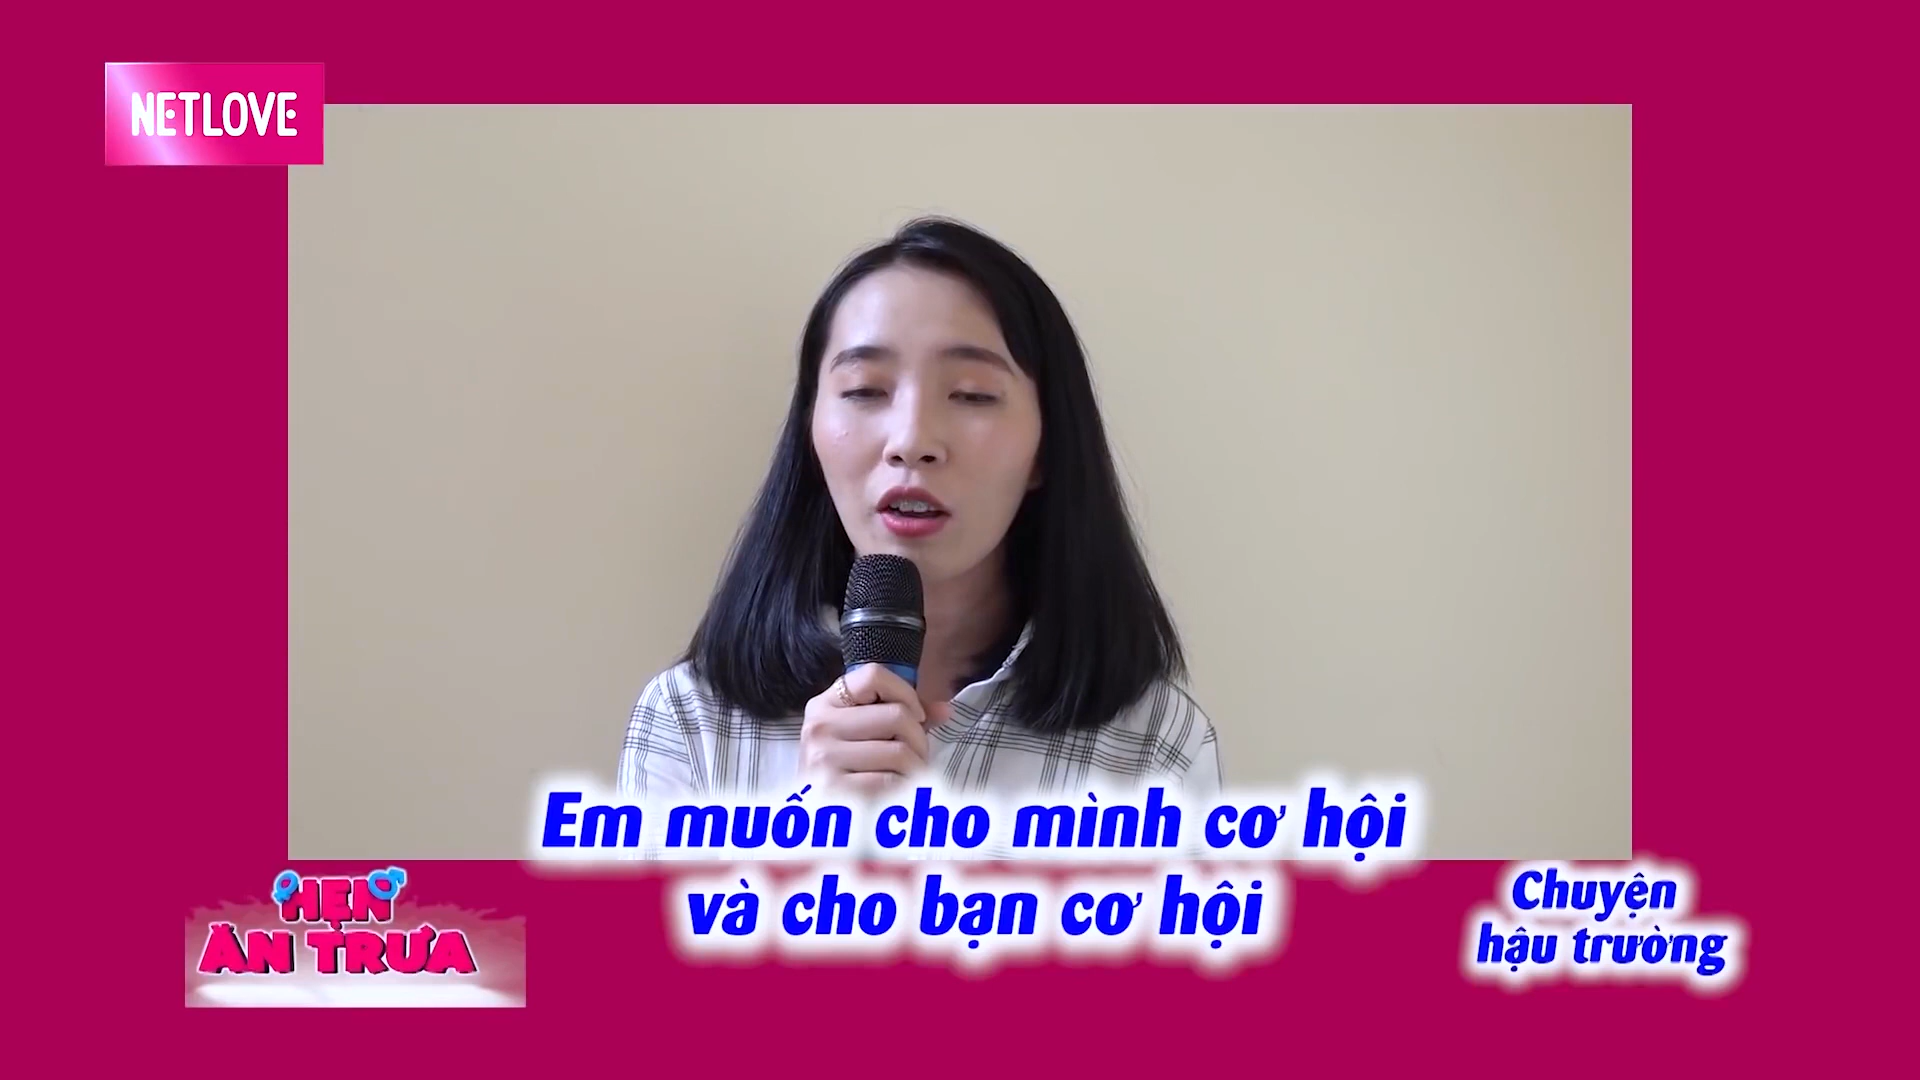 NETLOVE
Em muốn cho mình cơ hội
và cho bạn cơ hội
HẸN
ĂN TRƯA
Chuyện
hậu trường